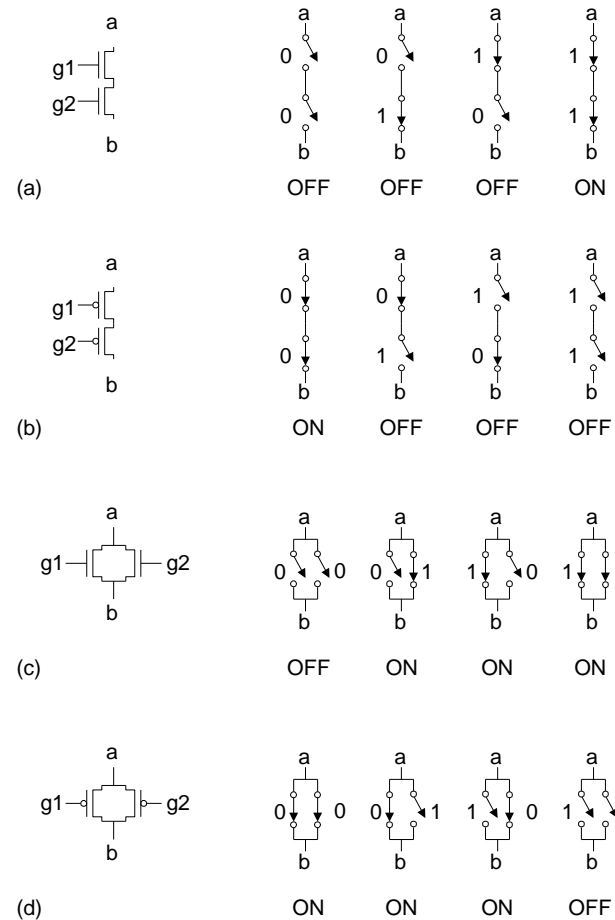 a a a a a
g1 0 0 1 1
g2 0 1 0 1
b b b b b
(a) OFF OFF OFF ON
a a a a a
g1 0 0 1 1
g2 0 1 0 1
b b b b b
(b) ON OFF OFF OFF
a a a a a
g1 g2 0 0 0 1 1 0 1
b b b b b
(c) OFF ON ON ON
a a a a a
g1 g2 0 0 0 1 1 0 1
b b b b b
(d) ON ON ON OFF